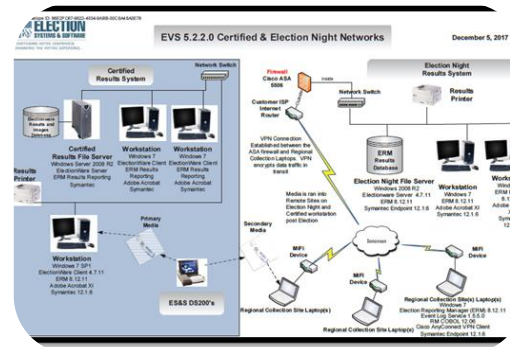 ELECTION
SYSTEMS & SOFTWARE
EVS 5.2.2.0 Certified & Election Night Networks
December 5, 2017
Certified
Results System
Network Switch
Firewall
Cisco ASA
inside
Network Switch
Election Night
Results System
Results
Printer
Customer ISP
Internet
Router
Electionware
Results and
Images
Database
Certified
Results File Server
Windows Server 2008 R2
ElectionWare Client
ERM Results Reporting
Symantec
Workstation
Windows 7
ElectionWare Client
ERM Results
Reporting
Adobe Acrobat
Symantec
Workstation
Windows 7
ElectionWare Client
ERM Results
Reporting
Adobe Acrobat
Symantec
VPN Connection
Established between the
ASA firewall and Regional
Collection Laptops. VPN
encrypts data traffic in
transit
ERM
Results
Database
Election Night File Server
Windows 2008 R2
Electionware Server 4.7.11
ERM 8.12.11
Symantec Endpoint 12.1.6
Workstation
Windows 7
ERM 8.12.11
Adobe Acrobat XI
Symantec 12.1.6
Results
Printer
Media is ran into
Remote Sites on
Election Night and
Certified workstation
post Election
Primary
Media
Secondary
Media
Workstation
Windows 7 SP1
ElectionWare Client 4.7.11
ERM 8.12.11
Adobe Acrobat XI
Symantec 12.1.6
ES&S DS200's
Internet
MiFi
Device
MiFi
Device
MiFi
Device
Regional Collection Site Laptop(s)
Regional Collection Site Laptop(s)
Regional Collection Site(s) Laptop(s)
Windows 7
Election Reporting Manager (ERM) 8.12.11
Event Log Service 1.5.5.0
RM COBOL 12.06
Cisco AnyConnect VPN Client
Symantec Endpoint 12.1.6